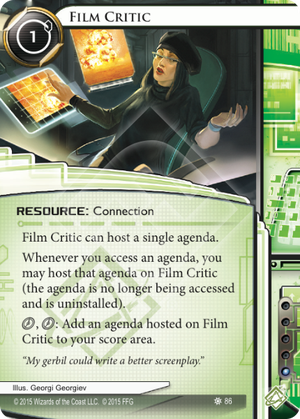 FILM CRITIC
1
RESOURCE: Connection
Film Critic can host a single agenda.
Whenever you access an agenda, you
may host that agenda on Film Critic
(the agenda is no longer being accessed
and is uninstalled).
, : Add an agenda hosted on Film
Critic to your score area.
“My gerbil could write a better screenplay.”
Illus. Georgi Georgiev
© 2015 Wizards of the Coast LLC. © 2015 FFG
86